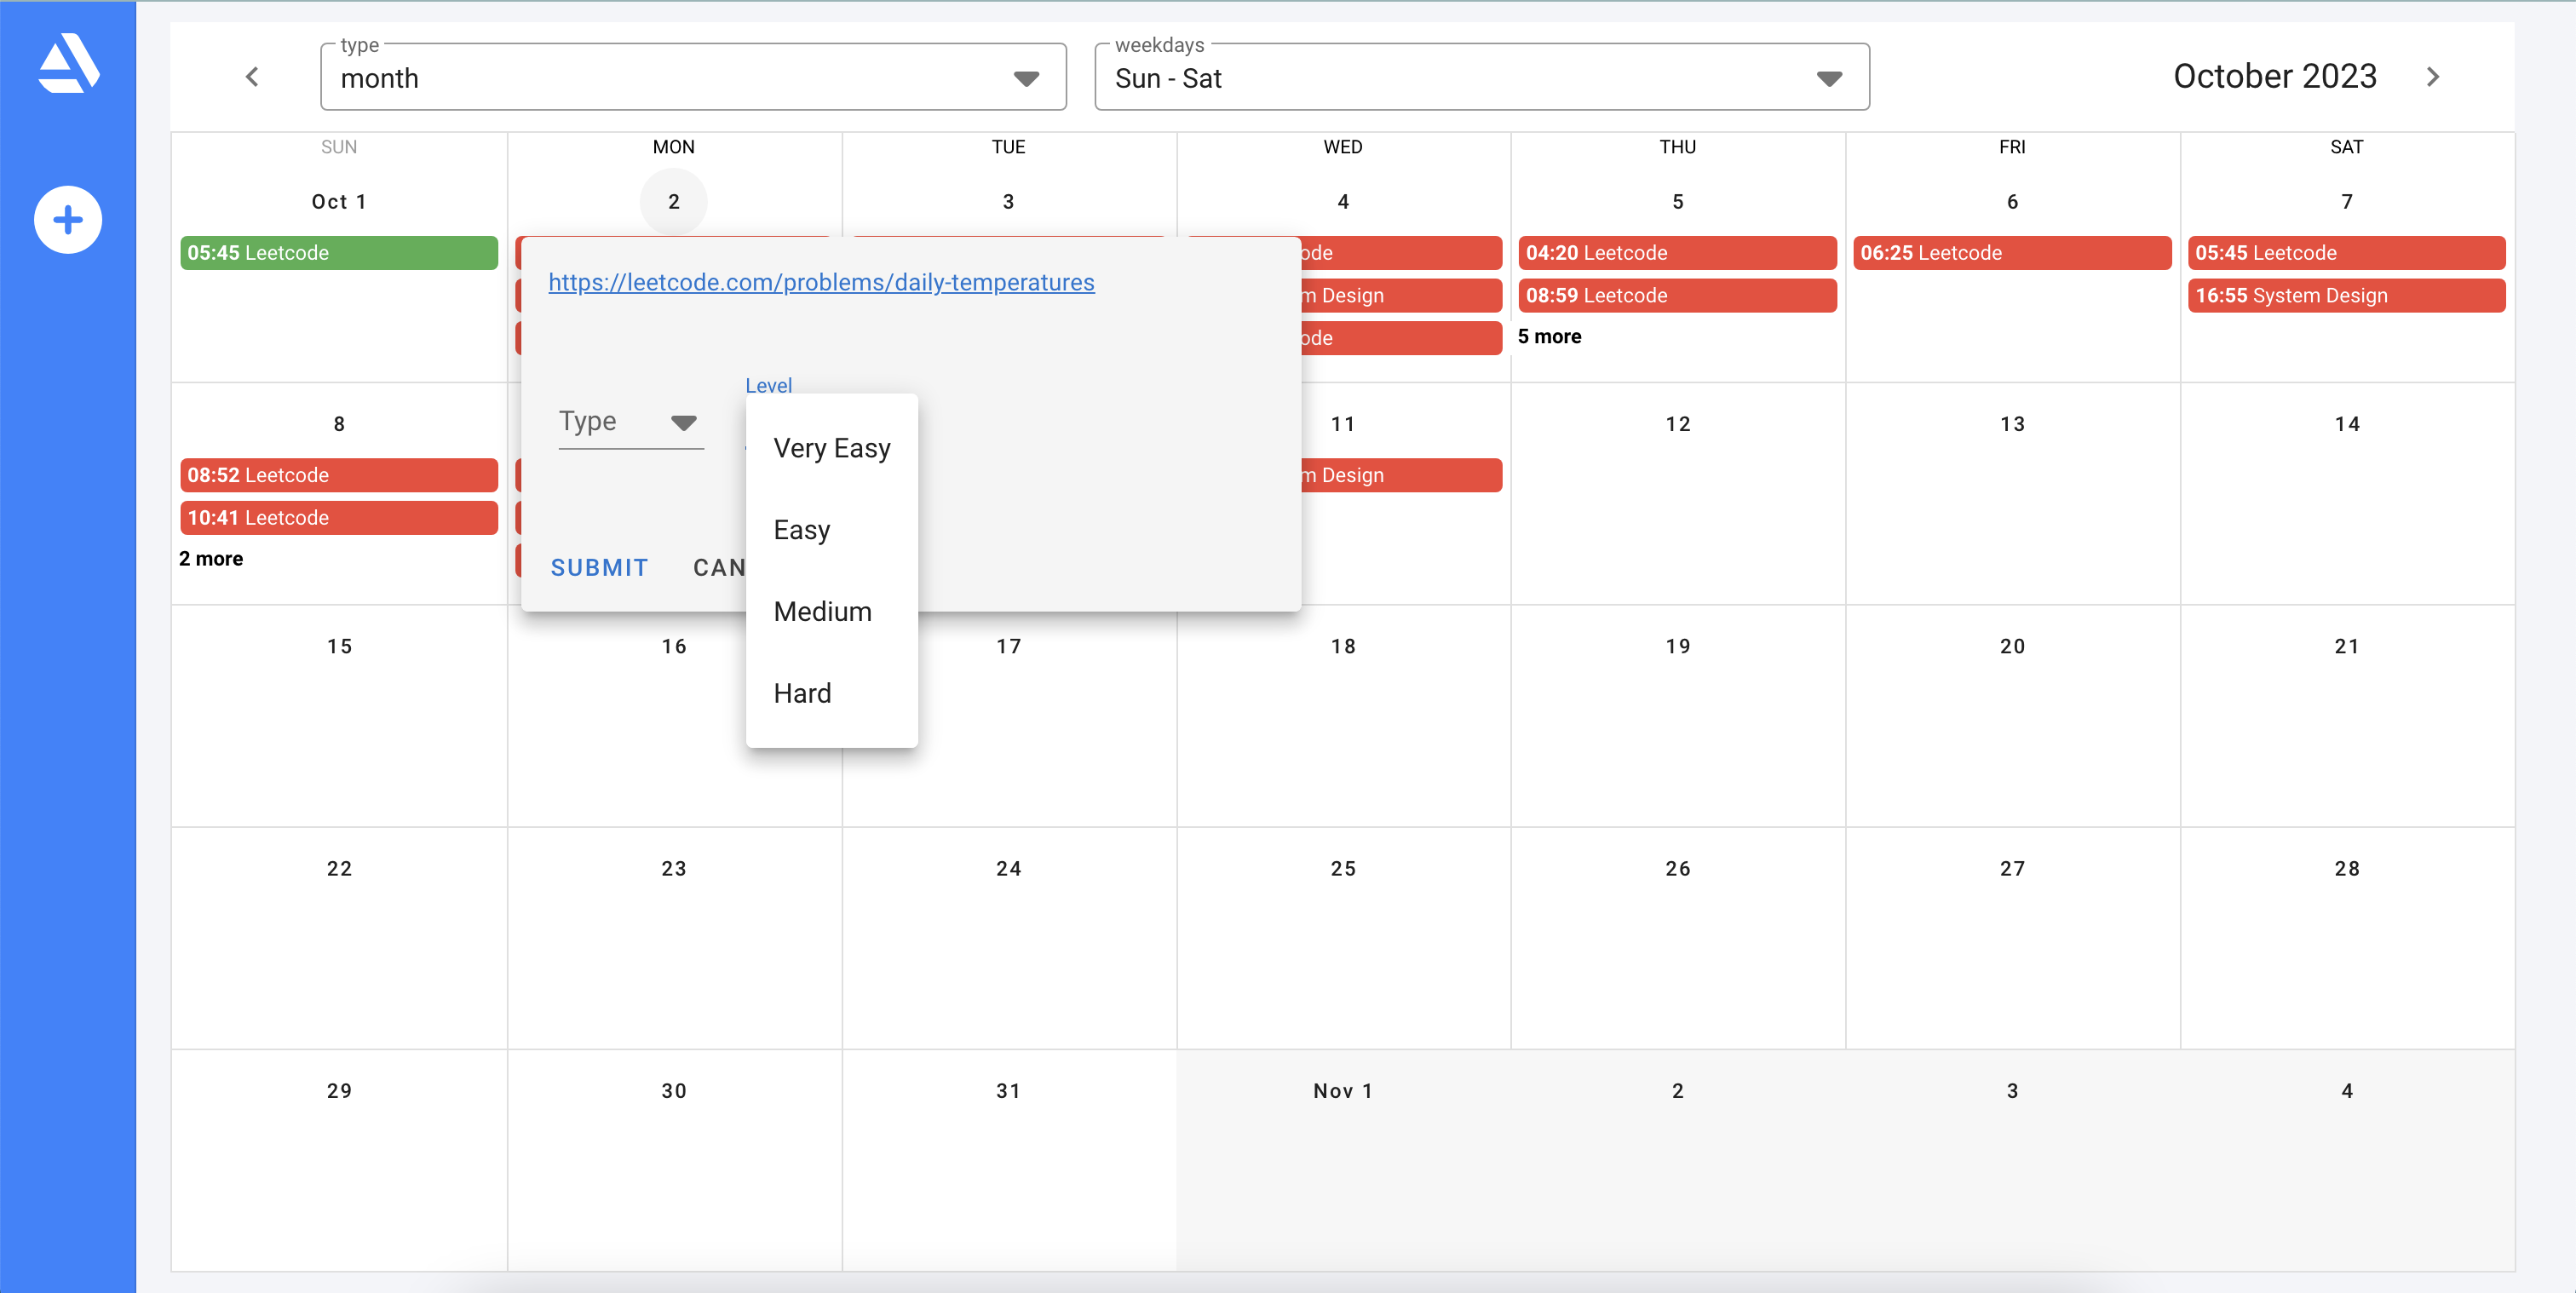 type
month
weekdays
Sun - Sat
October 2023
SUN MON TUE WED THU FRI SAT
Oct 1 2 3 4 5 6 7
05:45 Leetcode
ode
m Design
ode
04:20 Leetcode
08:59 Leetcode
5 more
06:25 Leetcode
05:45 Leetcode
16:55 System Design
https://leetcode.com/problems/daily-temperatures
Type
Level
Very Easy
Easy
Medium
Hard
SUBMIT CAN
8 11 12 13 14
08:52 Leetcode
10:41 Leetcode
2 more
m Design
15 16 17 18 19 20 21
22 23 24 25 26 27 28
29 30 31 Nov 1 2 3 4